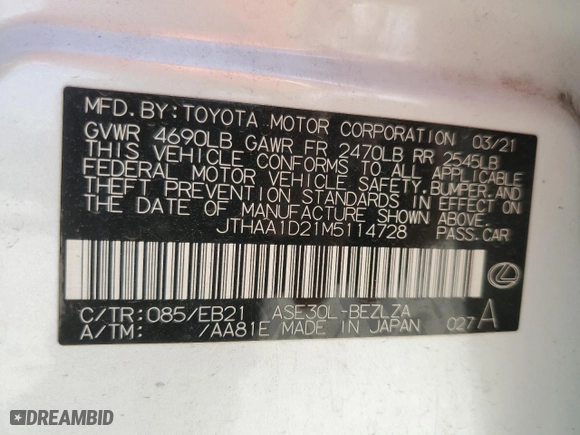 MFD. BY: TOYOTA MOTOR CORPORATION 03/21
GVWR 4690LB GAWR FR 2470LB RR 2545LB
THIS VEHICLE CONFORMS TO ALL APPLICABLE
FEDERAL MOTOR VEHICLE SAFETY, BUMPER, AND
THEFT PREVENTION STANDARDS IN EFFECT ON
THE DATE OF MANUFACTURE SHOWN ABOVE.
JTHAA1D21M5114728 PASS. CAR
C/TR: 085/EB21 ASE30L-BEZLZA
A/TM: /AA81E MADE IN JAPAN 027 A
DREAMBID